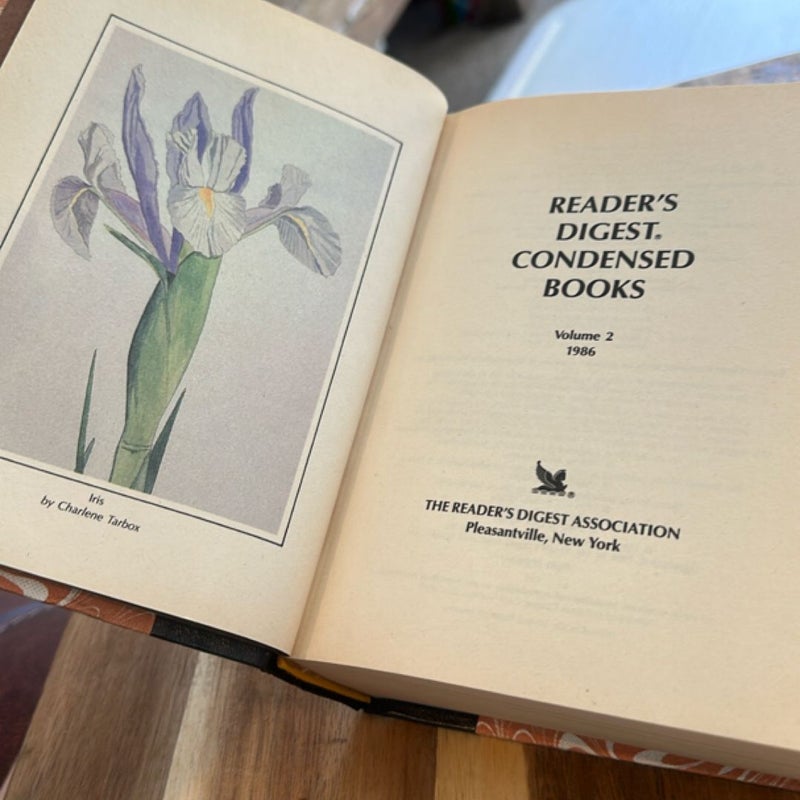 Iris
by Charlene Tarbox
READER'S
DIGEST®
CONDENSED
BOOKS
Volume 2
1986
®
THE READER'S DIGEST ASSOCIATION
Pleasantville, New York